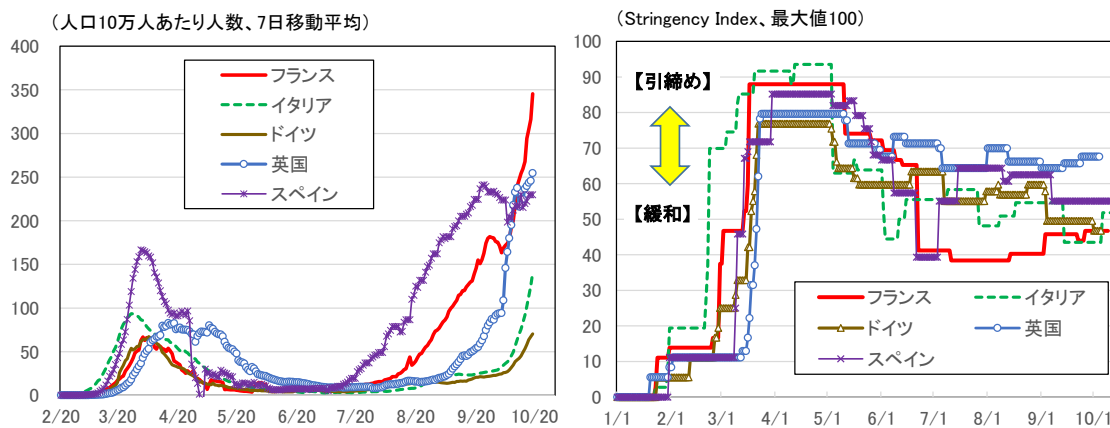 （人口10万人あたり人数、7日移動平均）
400
350
300
250
200
150
100
50
0
フランス
イタリア
ドイツ
英国
スペイン
2/20 3/20 4/20 5/20 6/20 7/20 8/20 9/20 10/20
（Stringency Index、最大値100）
100
90
80
70
60
50
40
30
20
10
0
【引締め】
【緩和】
フランス イタリア
ドイツ 英国
スペイン
1/1 2/1 3/1 4/1 5/1 6/1 7/1 8/1 9/1 10/1